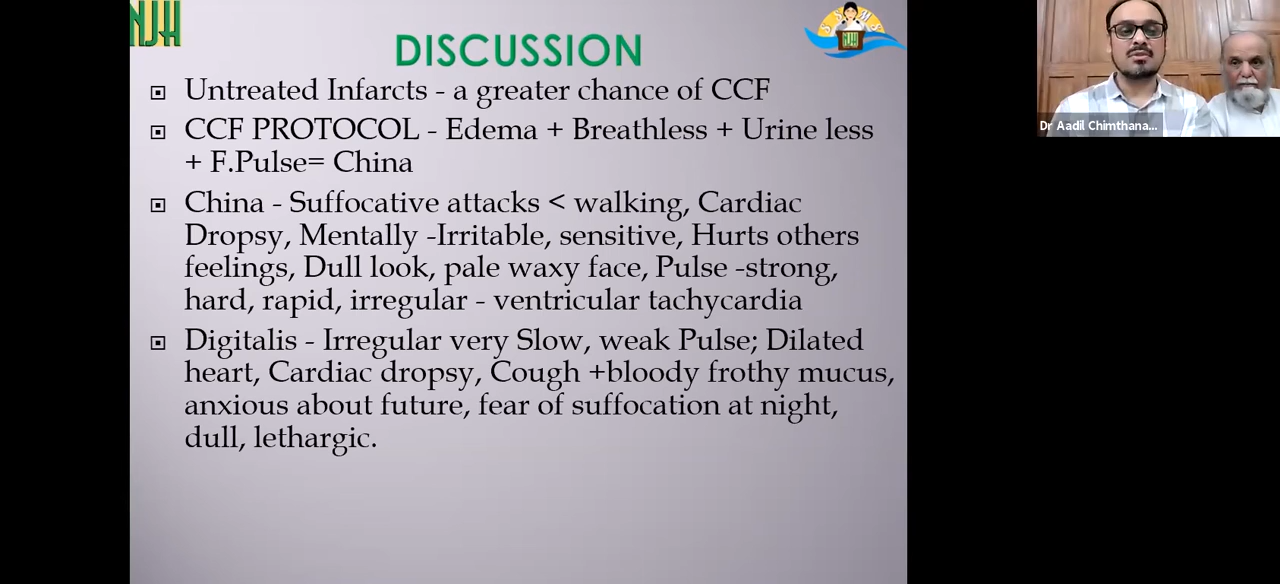 NJH
DISCUSSION
Untreated Infarcts - a greater chance of CCF
CCF PROTOCOL - Edema + Breathless + Urine less
+ F.Pulse= China
China - Suffocative attacks < walking, Cardiac
Dropsy, Mentally -Irritable, sensitive, Hurts others
feelings, Dull look, pale waxy face, Pulse -strong,
hard, rapid, irregular - ventricular tachycardia
Digitalis - Irregular very Slow, weak Pulse; Dilated
heart, Cardiac dropsy, Cough +bloody frothy mucus,
anxious about future, fear of suffocation at night,
dull, lethargic.
Dr Aadil Chimthana...